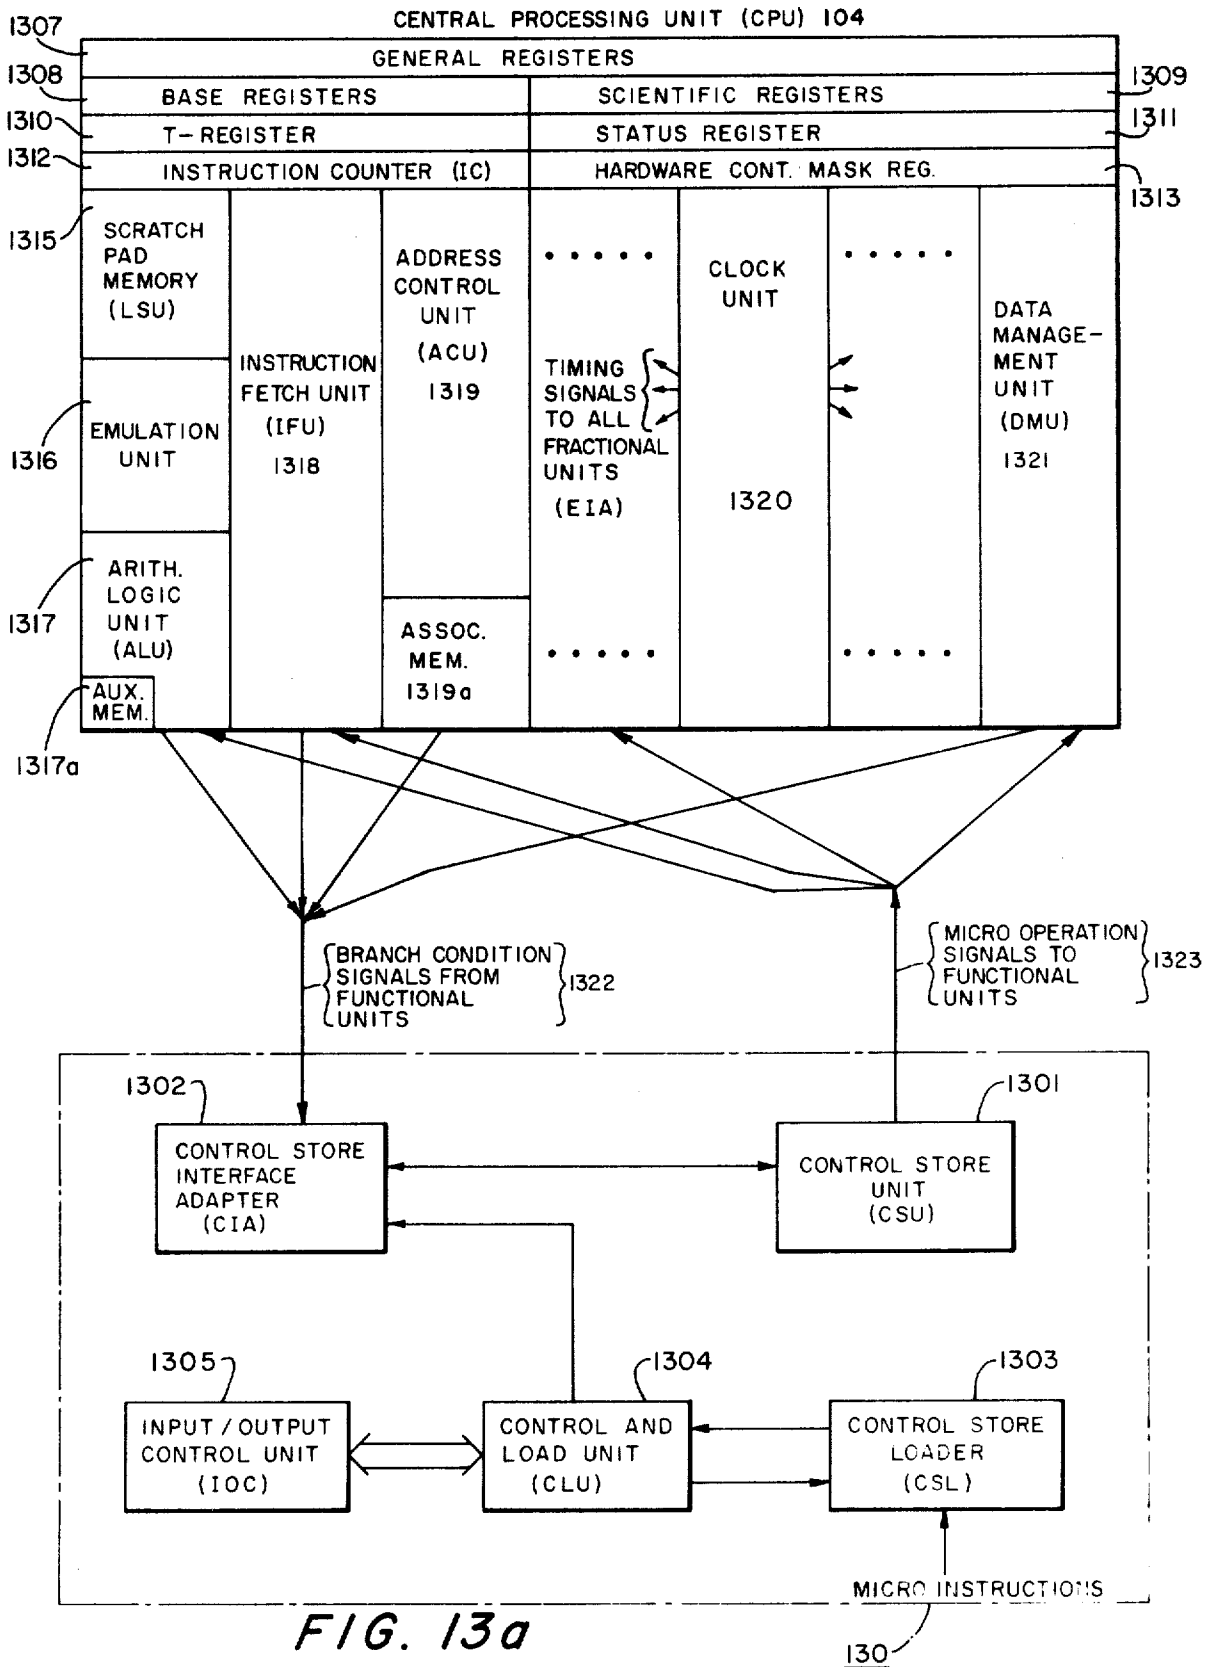 CENTRAL PROCESSING UNIT (CPU) 104
1307
GENERAL REGISTERS
1308
BASE REGISTERS
SCIENTIFIC REGISTERS
1309
1310
T-REGISTER
STATUS REGISTER
1311
1312
INSTRUCTION COUNTER (IC)
HARDWARE CONT. MASK REG.
1313
1315
SCRATCH
PAD
MEMORY
(LSU)
1316
EMULATION
UNIT
1317
ARITH.
LOGIC
UNIT
(ALU)
AUX.
MEM.
1317a
INSTRUCTION
FETCH UNIT
(IFU)
1318
ADDRESS
CONTROL
UNIT
(ACU)
1319
ASSOC.
MEM.
1319a
TIMING
SIGNALS
TO ALL
FRACTIONAL
UNITS
(EIA)
CLOCK
UNIT
1320
DATA
MANAGE-
MENT
UNIT
(DMU)
1321
BRANCH CONDITION
SIGNALS FROM
FUNCTIONAL
UNITS
1322
MICRO OPERATION
SIGNALS TO
FUNCTIONAL
UNITS
1323
1302
CONTROL STORE
INTERFACE
ADAPTER
(CIA)
1301
CONTROL STORE
UNIT
(CSU)
1305
INPUT/OUTPUT
CONTROL UNIT
(IOC)
1304
CONTROL AND
LOAD UNIT
(CLU)
1303
CONTROL STORE
LOADER
(CSL)
MICRO INSTRUCTIONS
130
FIG. 13a